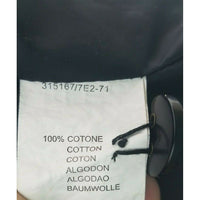 315167/7E2-71
100% COTONE
COTTON
COTON
ALGODON
ALGODAO
BAUMWOLLE